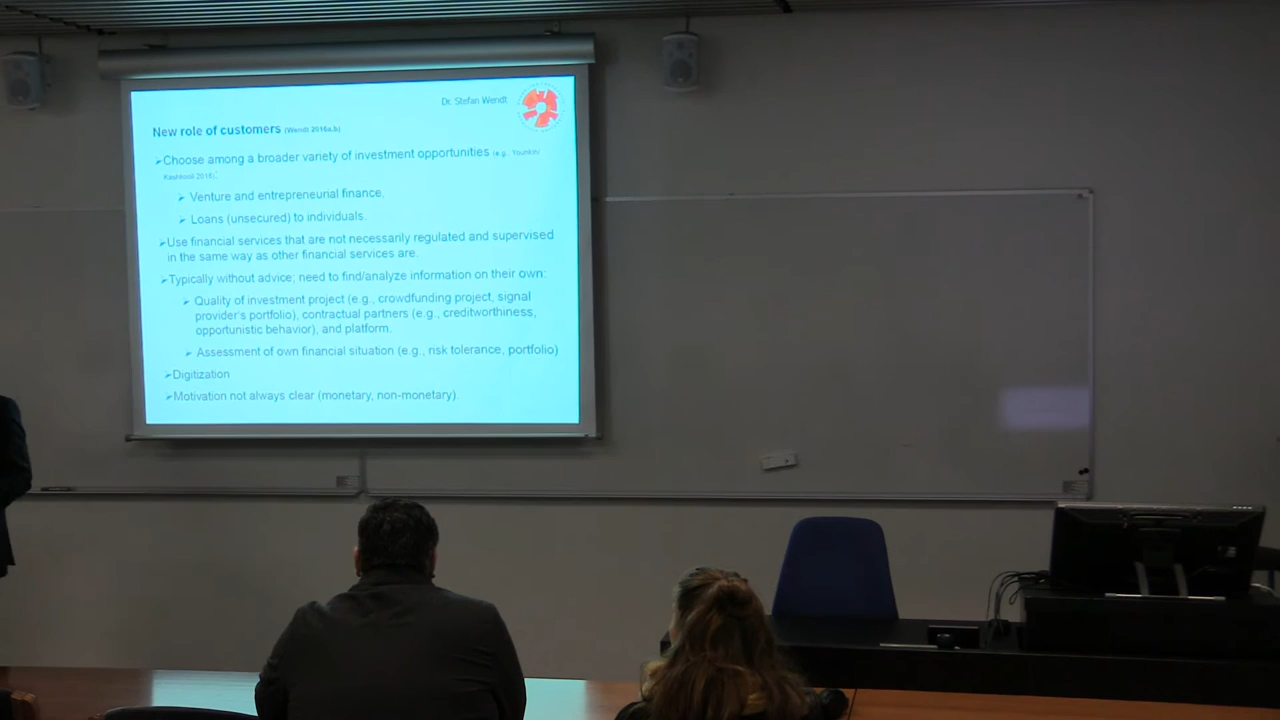 Dr. Stefan Wendt
New role of customers (Wendt 2016a,b)
➢Choose among a broader variety of investment opportunities (e.g., Younkin/
Kashkooli 2016).
➢ Venture and entrepreneurial finance,
➢ Loans (unsecured) to individuals.
➢Use financial services that are not necessarily regulated and supervised
in the same way as other financial services are.
➢Typically without advice; need to find/analyze information on their own:
➢ Quality of investment project (e.g., crowdfunding project, signal
provider's portfolio), contractual partners (e.g., creditworthiness,
opportunistic behavior), and platform.
➢ Assessment of own financial situation (e.g., risk tolerance, portfolio)
➢Digitization
➢Motivation not always clear (monetary, non-monetary).